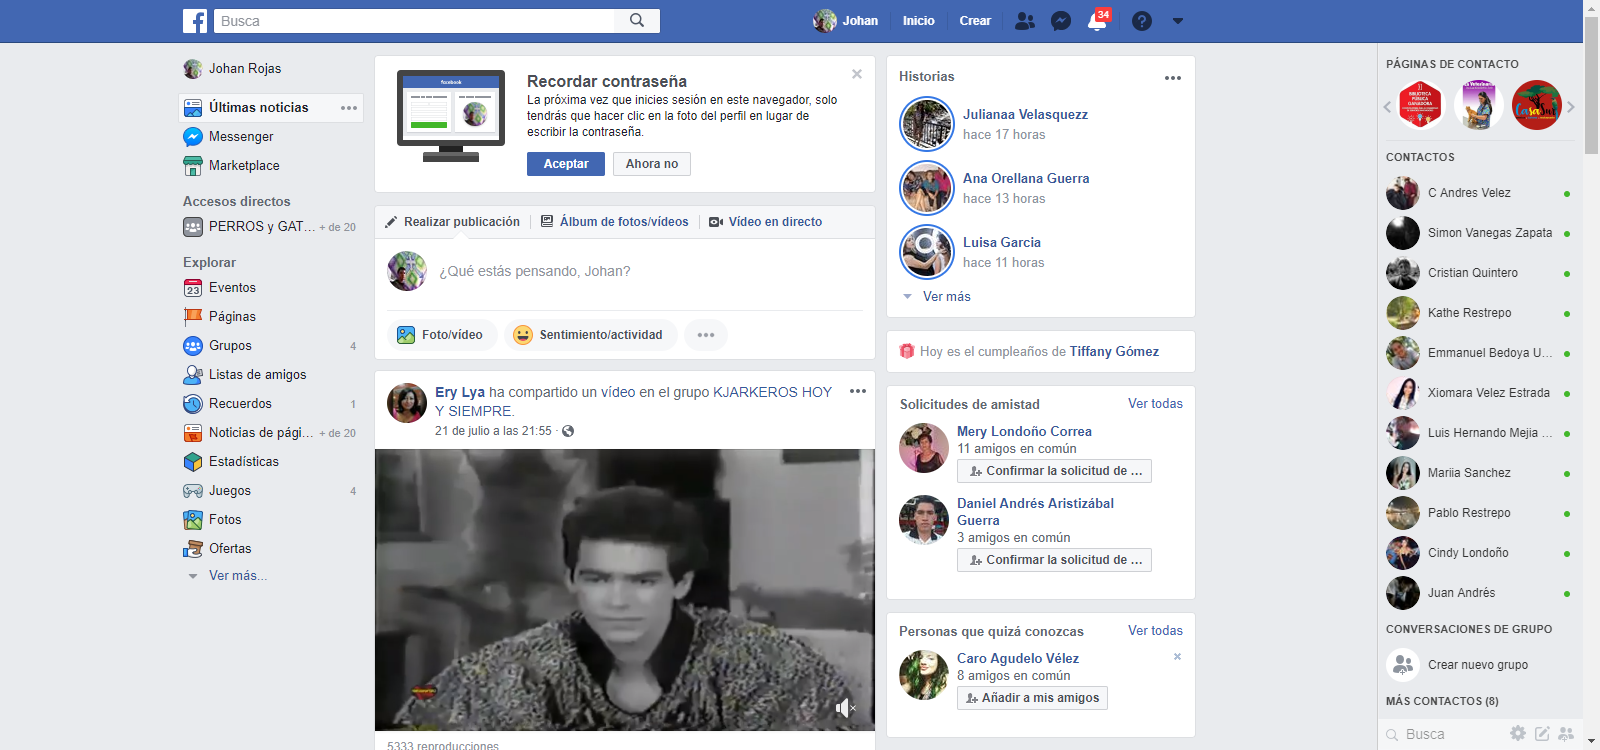 Busca
Johan
Inicio
Crear
34
Johan Rojas
Últimas noticias
Messenger
Marketplace
Accesos directos
PERROS y GAT... + de 20
Explorar
23
Eventos
Páginas
Grupos 4
Listas de amigos
Recuerdos 1
Noticias de pági... + de 20
Estadísticas
Juegos 4
Fotos
Ofertas
Ver más...
facebook
Recordar contraseña
La próxima vez que inicies sesión en este navegador, solo
tendrás que hacer clic en la foto del perfil en lugar de
escribir la contraseña.
Aceptar
Ahora no
Realizar publicación
Álbum de fotos/vídeos
Vídeo en directo
¿Qué estás pensando, Johan?
Foto/vídeo
Sentimiento/actividad
Ery Lya ha compartido un vídeo en el grupo KJARKEROS HOY
Y SIEMPRE.
21 de julio a las 21:55 ·
5333 reproducciones
Historias
Julianaa Velasquezz
hace 17 horas
Ana Orellana Guerra
hace 13 horas
Luisa Garcia
hace 11 horas
Ver más
Hoy es el cumpleaños de Tiffany Gómez
Solicitudes de amistad
Ver todas
Mery Londoño Correa
11 amigos en común
Confirmar la solicitud de ...
Daniel Andrés Aristizábal
Guerra
3 amigos en común
Confirmar la solicitud de ...
Personas que quizá conozcas
Ver todas
Caro Agudelo Vélez
8 amigos en común
Añadir a mis amigos
PÁGINAS DE CONTACTO
BIBLIOTECA
PÚBLICA
GANADORA
CONTACTOS
C Andres Velez
Simon Vanegas Zapata
Cristian Quintero
Kathe Restrepo
Emmanuel Bedoya U...
Xiomara Velez Estrada
Luis Hernando Mejia ...
Mariia Sanchez
Pablo Restrepo
Cindy Londoño
Juan Andrés
CONVERSACIONES DE GRUPO
Crear nuevo grupo
MÁS CONTACTOS (8)
Busca